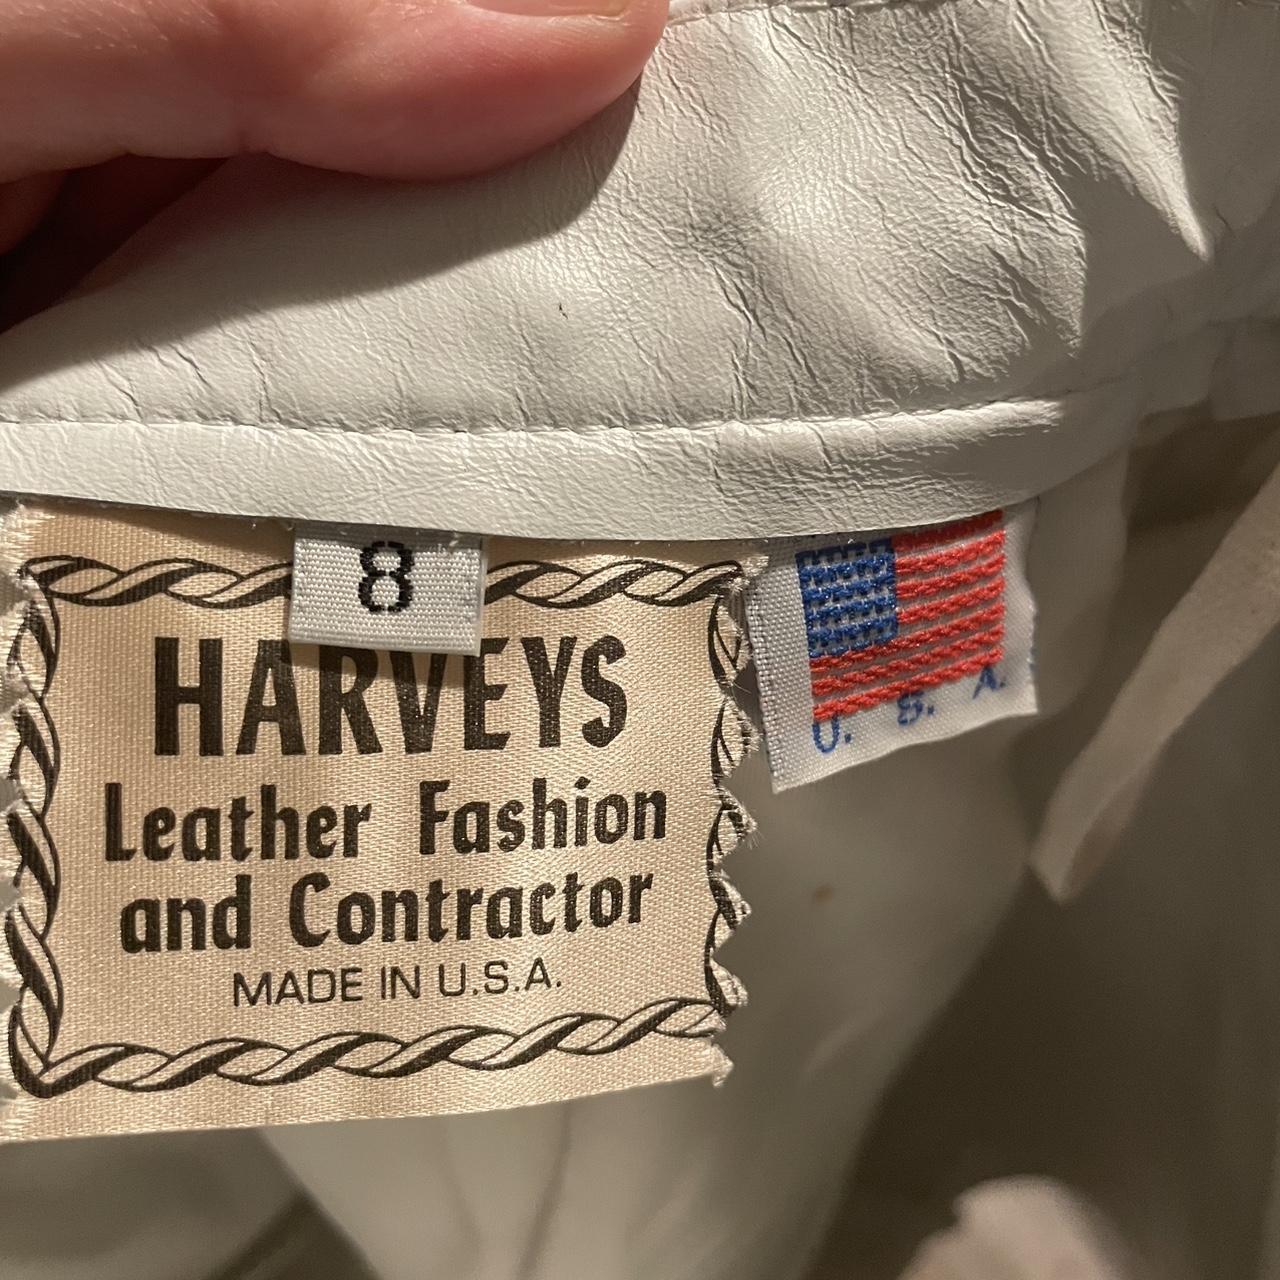 8
HARVEYS
Leather Fashion
and Contractor
MADE IN U.S.A.
U. S. A.